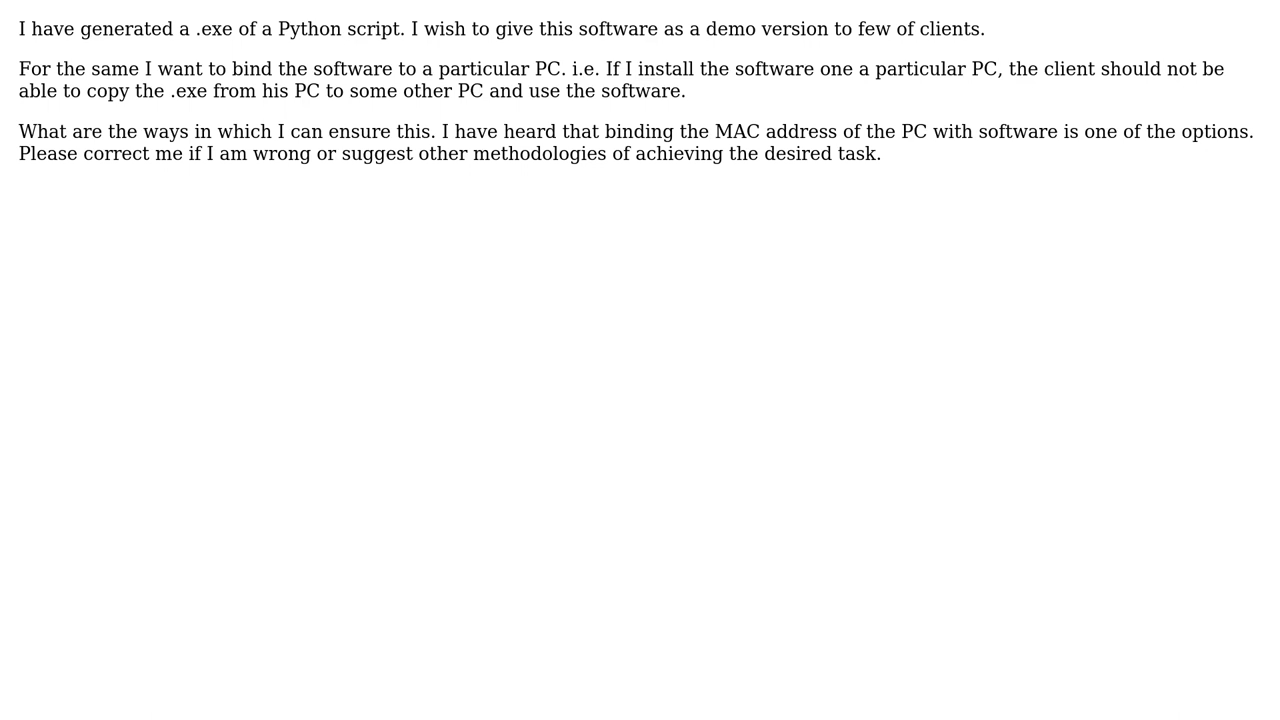 I have generated a .exe of a Python script. I wish to give this software as a demo version to few of clients.
For the same I want to bind the software to a particular PC. i.e. If I install the software one a particular PC, the client should not be
able to copy the .exe from his PC to some other PC and use the software.
What are the ways in which I can ensure this. I have heard that binding the MAC address of the PC with software is one of the options.
Please correct me if I am wrong or suggest other methodologies of achieving the desired task.